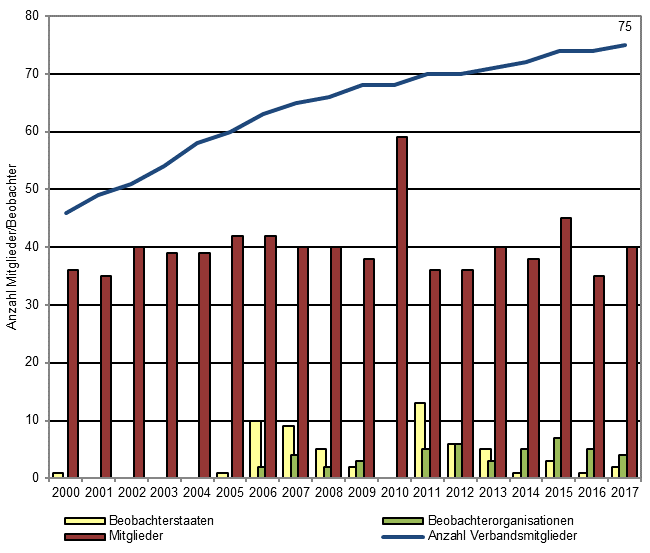 80
75
70
60
50
40
30
20
10
0
Anzahl Mitglieder/Beobachter
2000 2001 2002 2003 2004 2005 2006 2007 2008 2009 2010 2011 2012 2013 2014 2015 2016 2017
Beobachterstaaten Beobachterorganisationen
Mitglieder Anzahl Verbandsmitglieder